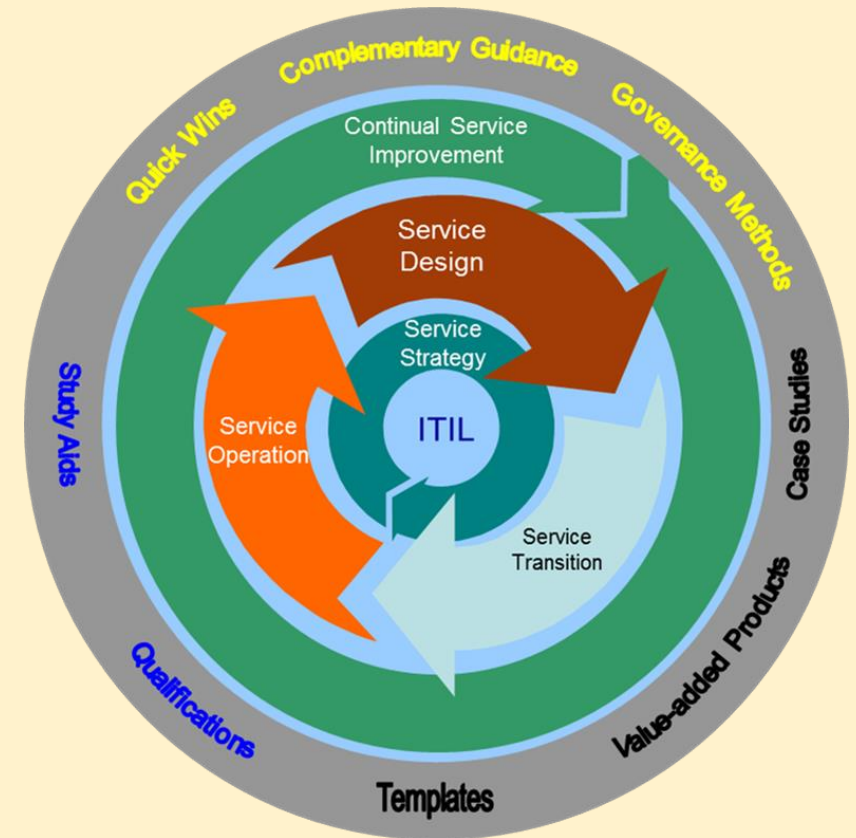 Complementary Guidance
Quick Wins
Governance Methods
Continual Service
Improvement
Service
Design
Service
Strategy
ITIL
Service
Operation
Service
Transition
Study Aids
Case Studies
Qualifications
Value-added Products
Templates